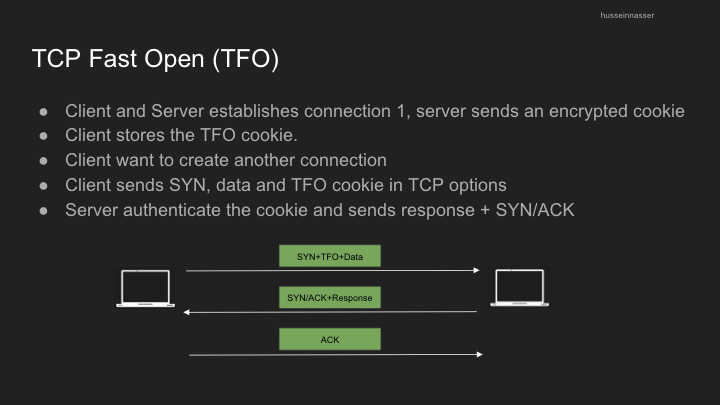 husseinnasser
TCP Fast Open (TFO)
● Client and Server establishes connection 1, server sends an encrypted cookie
● Client stores the TFO cookie.
● Client want to create another connection
● Client sends SYN, data and TFO cookie in TCP options
● Server authenticate the cookie and sends response + SYN/ACK
SYN+TFO+Data
SYN/ACK+Response
ACK